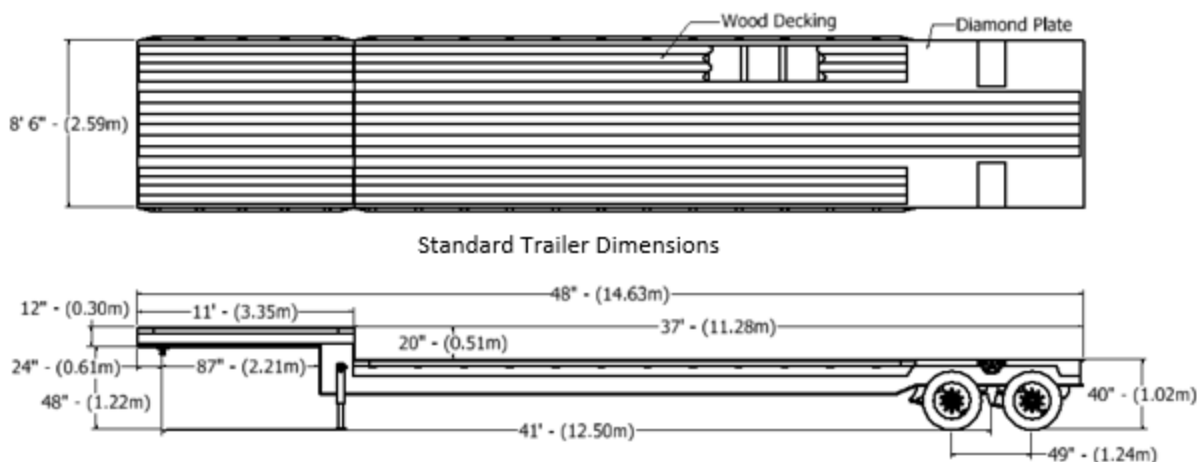 Wood Decking
Diamond Plate
8' 6" - (2.59m)
Standard Trailer Dimensions
48" - (14.63m)
12" - (0.30m)
11' - (3.35m)
37' - (11.28m)
20" - (0.51m)
24" - (0.61m)
87" - (2.21m)
48" - (1.22m)
40" - (1.02m)
41' - (12.50m)
49" - (1.24m)